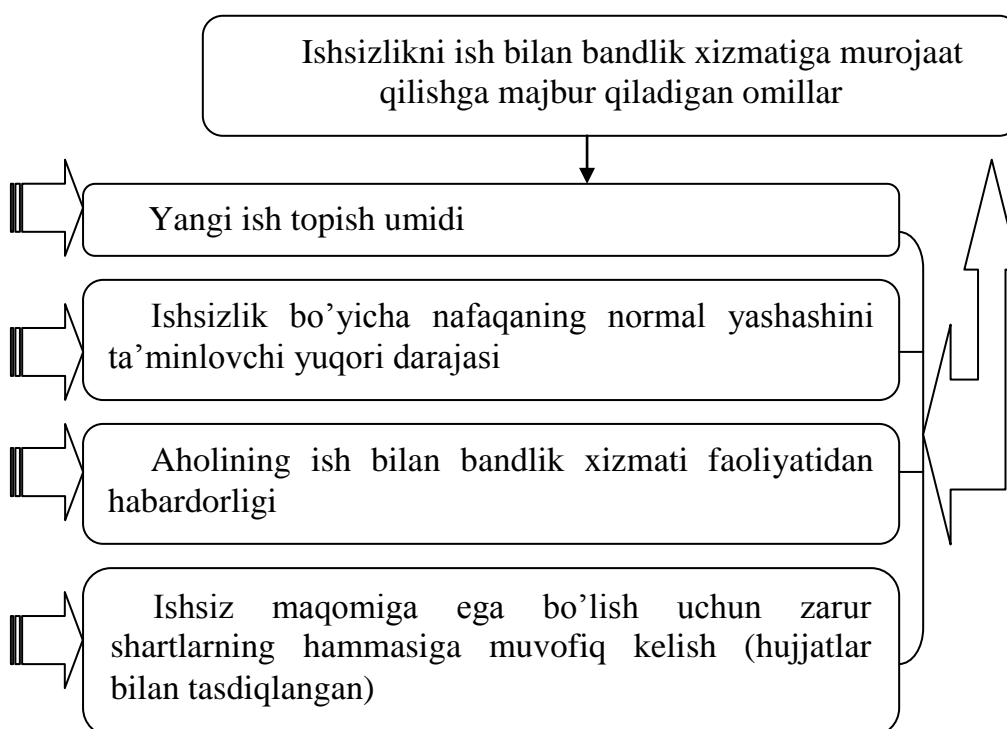 Ishsizlikni ish bilan bandlik xizmatiga murojaat
qilishga majbur qiladigan omillar
Yangi ish topish umidi
Ishsizlik bo’yicha nafaqaning normal yashashini
ta’minlovchi yuqori darajasi
Aholining ish bilan bandlik xizmati faoliyatidan
habardorligi
Ishsiz maqomiga ega bo’lish uchun zarur
shartlarning hammasiga muvofiq kelish (hujjatlar
bilan tasdiqlangan)